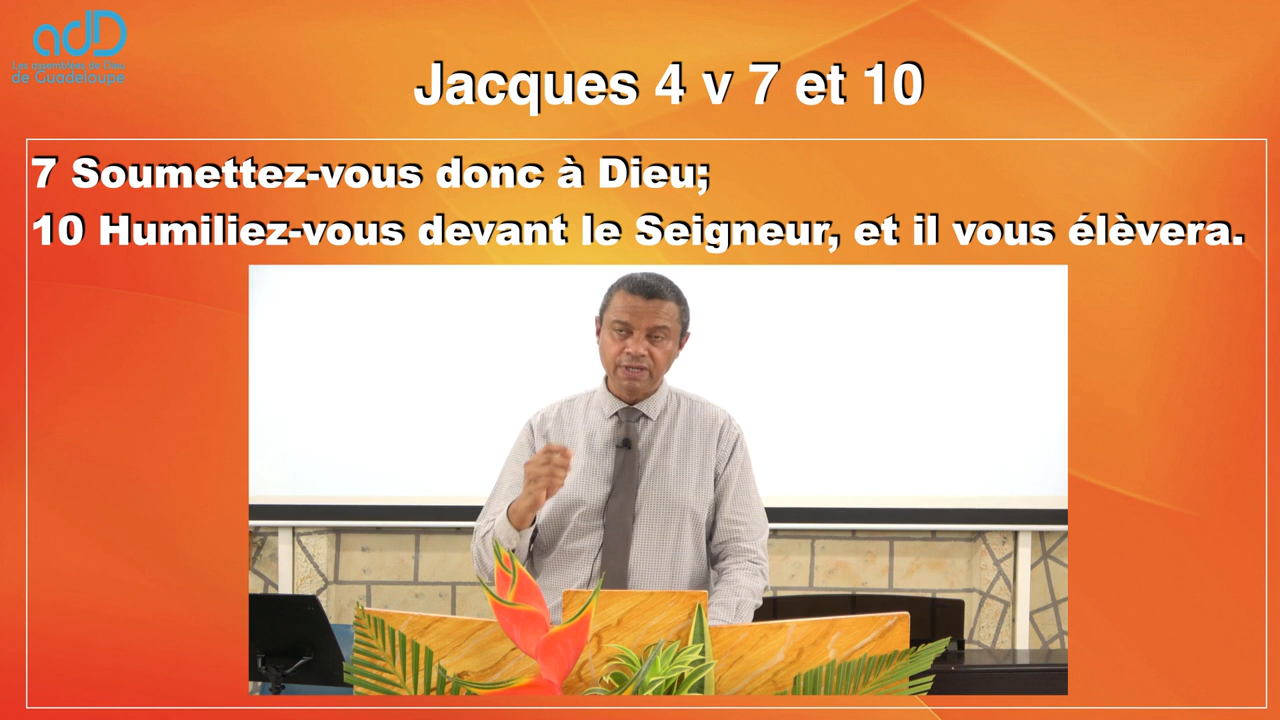 adD
Les assemblées de Dieu
de Guadeloupe
Jacques 4 v 7 et 10
7 Soumettez-vous donc à Dieu;
10 Humiliez-vous devant le Seigneur, et il vous élèvera.